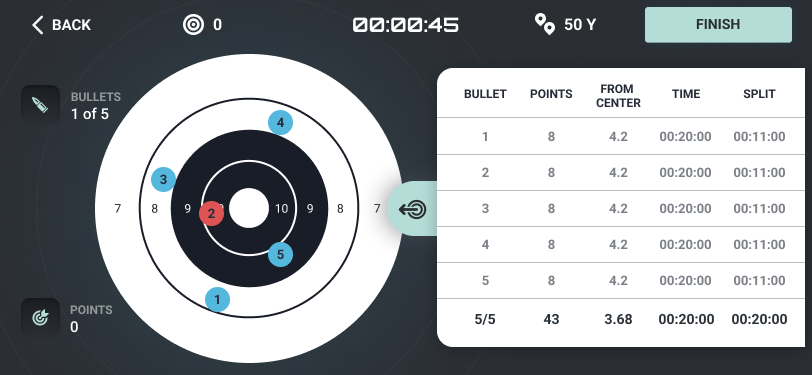 BACK
0
00:00:45
50 Y
FINISH
BULLETS
1 of 5
POINTS
0
4
3
7 8 9 2 10 9 8 7
5
1
BULLET POINTS FROM CENTER TIME SPLIT
1 8 4.2 00:20:00 00:11:00
2 8 4.2 00:20:00 00:11:00
3 8 4.2 00:20:00 00:11:00
4 8 4.2 00:20:00 00:11:00
5 8 4.2 00:20:00 00:11:00
5/5 43 3.68 00:20:00 00:20:00